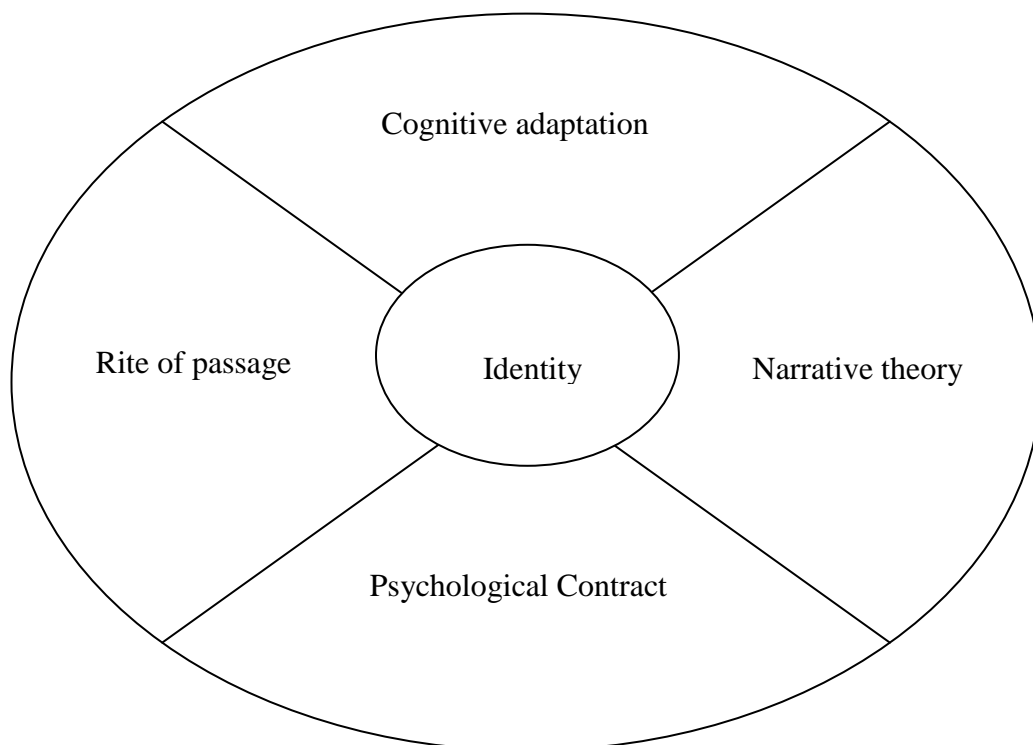 Cognitive adaptation
Rite of passage
Identity
Narrative theory
Psychological Contract